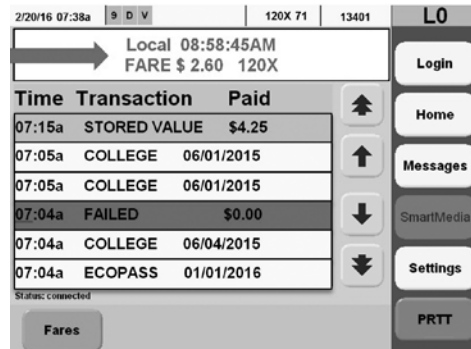 2/20/16 07:38a 9 D V 120X 71 13401 L0
Local 08:58:45AM
FARE $ 2.60 120X
Login
Time Transaction Paid
Home
07:15a STORED VALUE $4.25
07:05a COLLEGE 06/01/2015
Messages
07:05a COLLEGE 06/01/2015
07:04a FAILED $0.00
SmartMedia
07:04a COLLEGE 06/04/2015
07:04a ECOPASS 01/01/2016
Settings
Status: connected
Fares
PRTT